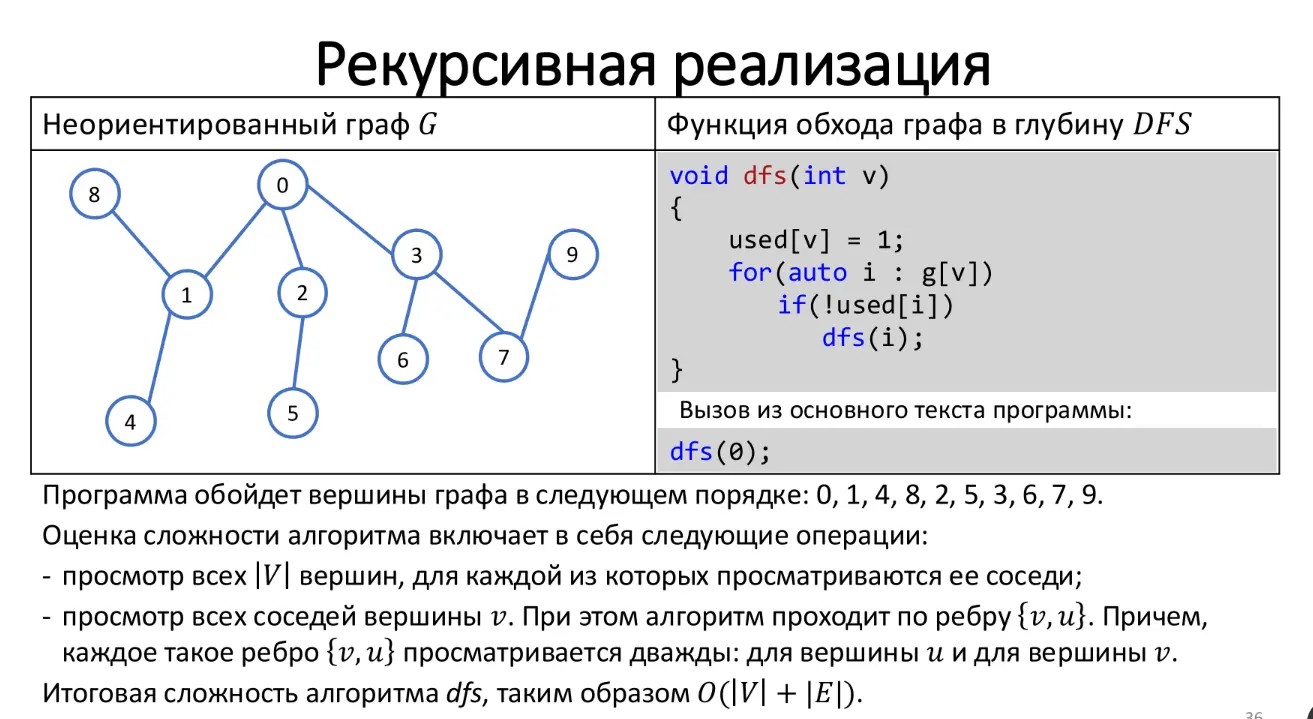 Рекурсивная реализация
Неориентированный граф G
Функция обхода графа в глубину DFS
8
0
3
9
1
2
6
7
4
5
void dfs(int v)
{
used[v] = 1;
for(auto i : g[v])
if(!used[i])
dfs(i);
}
Вызов из основного текста программы:
dfs(0);
Программа обойдет вершины графа в следующем порядке: 0, 1, 4, 8, 2, 5, 3, 6, 7, 9.
Оценка сложности алгоритма включает в себя следующие операции:
- просмотр всех |V| вершин, для каждой из которых просматриваются ее соседи;
- просмотр всех соседей вершины v. При этом алгоритм проходит по ребру {v, u}. Причем,
каждое такое ребро {v, u} просматривается дважды: для вершины u и для вершины v.
Итоговая сложность алгоритма dfs, таким образом O(|V| + |E|).
36